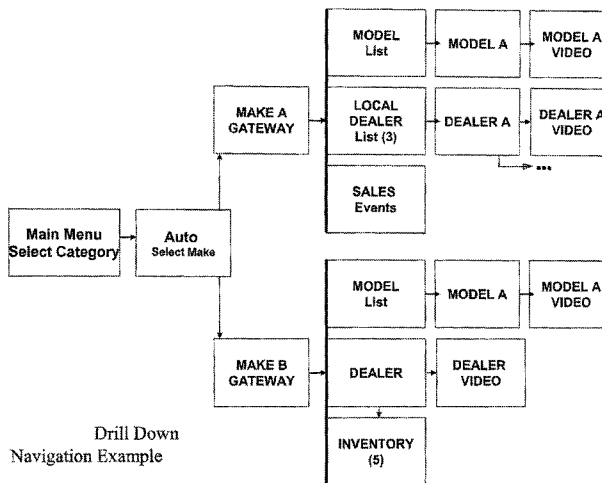 MODEL
List
MODEL A
MODEL A
VIDEO
MAKE A
GATEWAY
LOCAL
DEALER
List (3)
DEALER A
DEALER A
VIDEO
...
SALES
Events
Main Menu
Select Category
Auto
Select Make
MODEL
List
MODEL A
MODEL A
VIDEO
MAKE B
GATEWAY
DEALER
DEALER
VIDEO
INVENTORY
(5)
Drill Down
Navigation Example